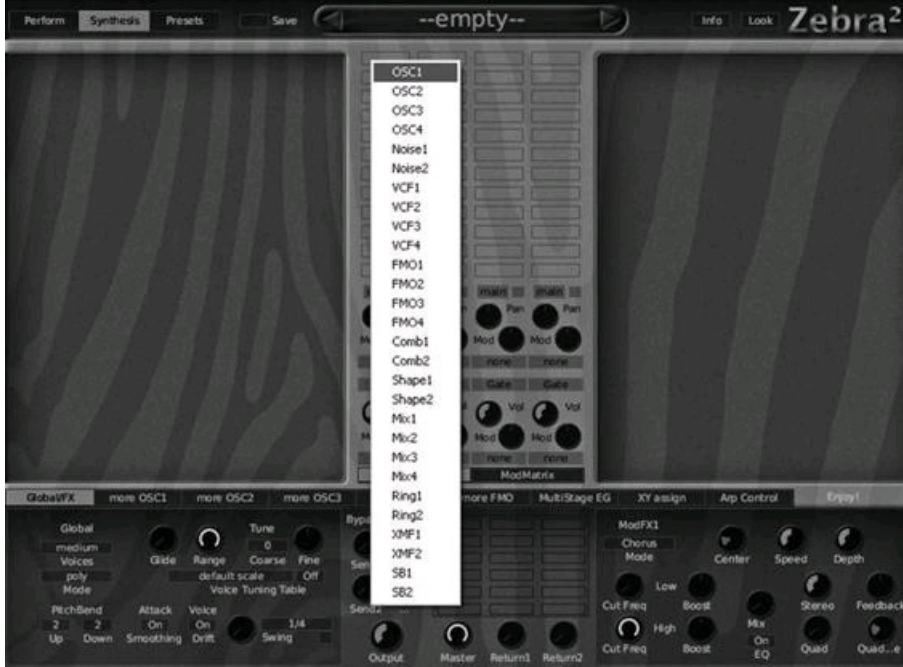 Perform Synthesis Presets Save --empty-- Info Look Zebra2
OSC1
OSC2
OSC3
OSC4
Noise1
Noise2
VCF1
VCF2
VCF3
VCF4
FMO1
FMO2
FMO3
FMO4
Comb1
Comb2
Shape1
Shape2
Mix1
Mix2
Mix3
Mix4
Ring1
Ring2
XMF1
XMF2
SB1
SB2
main main
Pan Pan
Mod Mod
none none
Gate Gate
Vol Vol
Mod Mod
none none
ModMatrix
Global/FX more OSC1 more OSC2 more OSC3 more FMO MultiStage EG XY assign Arp Control Enjoy!
Global
medium
Voices
poly
Mode
Glide Range
Tune
0
Coarse Fine
default scale Off
Voice Tuning Table
PitchBend Attack Voice
2 2 On On 1/4
Up Down Smoothing Drift Swing
Send2
Output Master Return1 Return2
ModFX1
Chorus
Mode
Center Speed Depth
Low
Cut Freq Boost Stereo Feedback
High Mix
On
Cut Freq Boost EQ Quad Quad...e